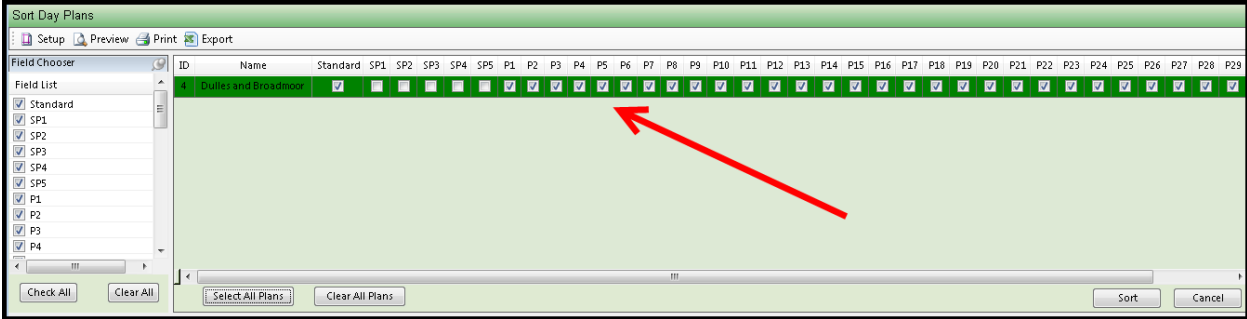 Sort Day Plans
Setup Preview Print Export
Field Chooser
Field List
Standard
SP1
SP2
SP3
SP4
SP5
P1
P2
P3
P4
Check All Clear All
ID Name Standard SP1 SP2 SP3 SP4 SP5 P1 P2 P3 P4 P5 P6 P7 P8 P9 P10 P11 P12 P13 P14 P15 P16 P17 P18 P19 P20 P21 P22 P23 P24 P25 P26 P27 P28 P29
4 Dulles and Broadmoor
Select All Plans Clear All Plans Sort Cancel